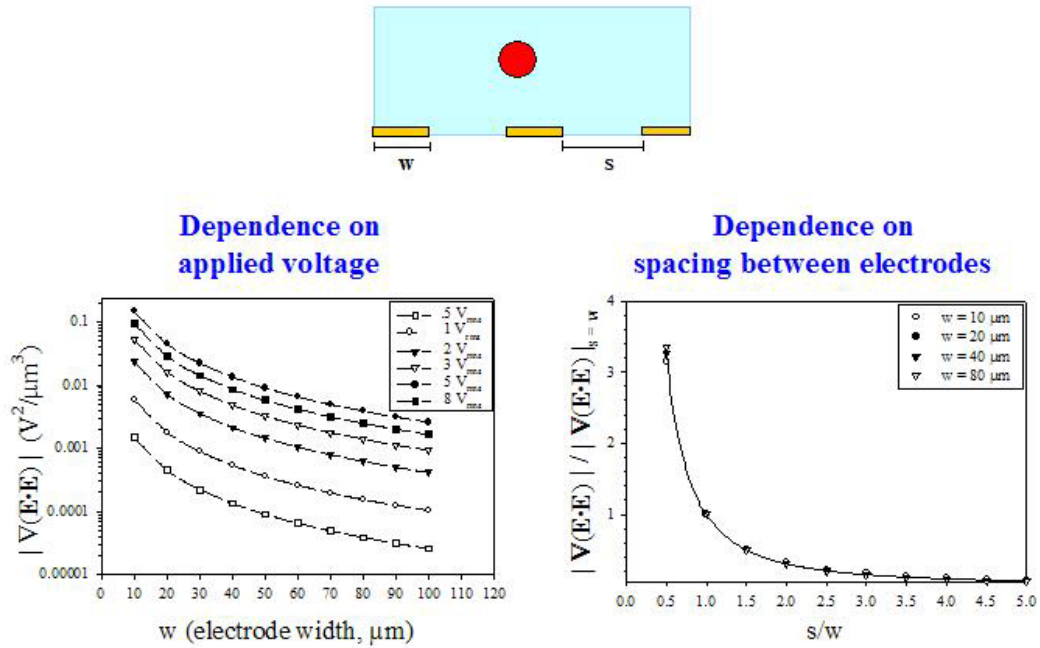 w
s
Dependence on
applied voltage
Dependence on
spacing between electrodes
|∇(E•E)| (V²/µm³)
0.1
0.01
0.001
0.0001
0.00001
.5 Vrms
1 Vrms
2 Vrms
3 Vrms
5 Vrms
8 Vrms
0 10 20 30 40 50 60 70 80 90 100 110 120
w (electrode width, µm)
|∇(E•E)| / |∇(E•E)|s = w
4
3
2
1
w = 10 µm
w = 20 µm
w = 40 µm
w = 80 µm
0.0 0.5 1.0 1.5 2.0 2.5 3.0 3.5 4.0 4.5 5.0
s/w